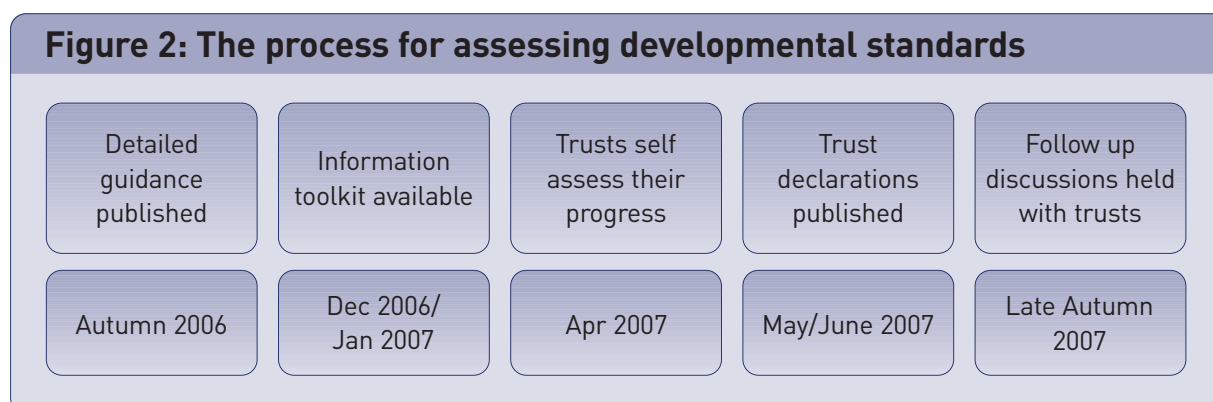 Figure 2: The process for assessing developmental standards
Detailed
guidance
published
Information
toolkit available
Trusts self
assess their
progress
Trust
declarations
published
Follow up
discussions held
with trusts
Autumn 2006
Dec 2006/
Jan 2007
Apr 2007
May/June 2007
Late Autumn
2007